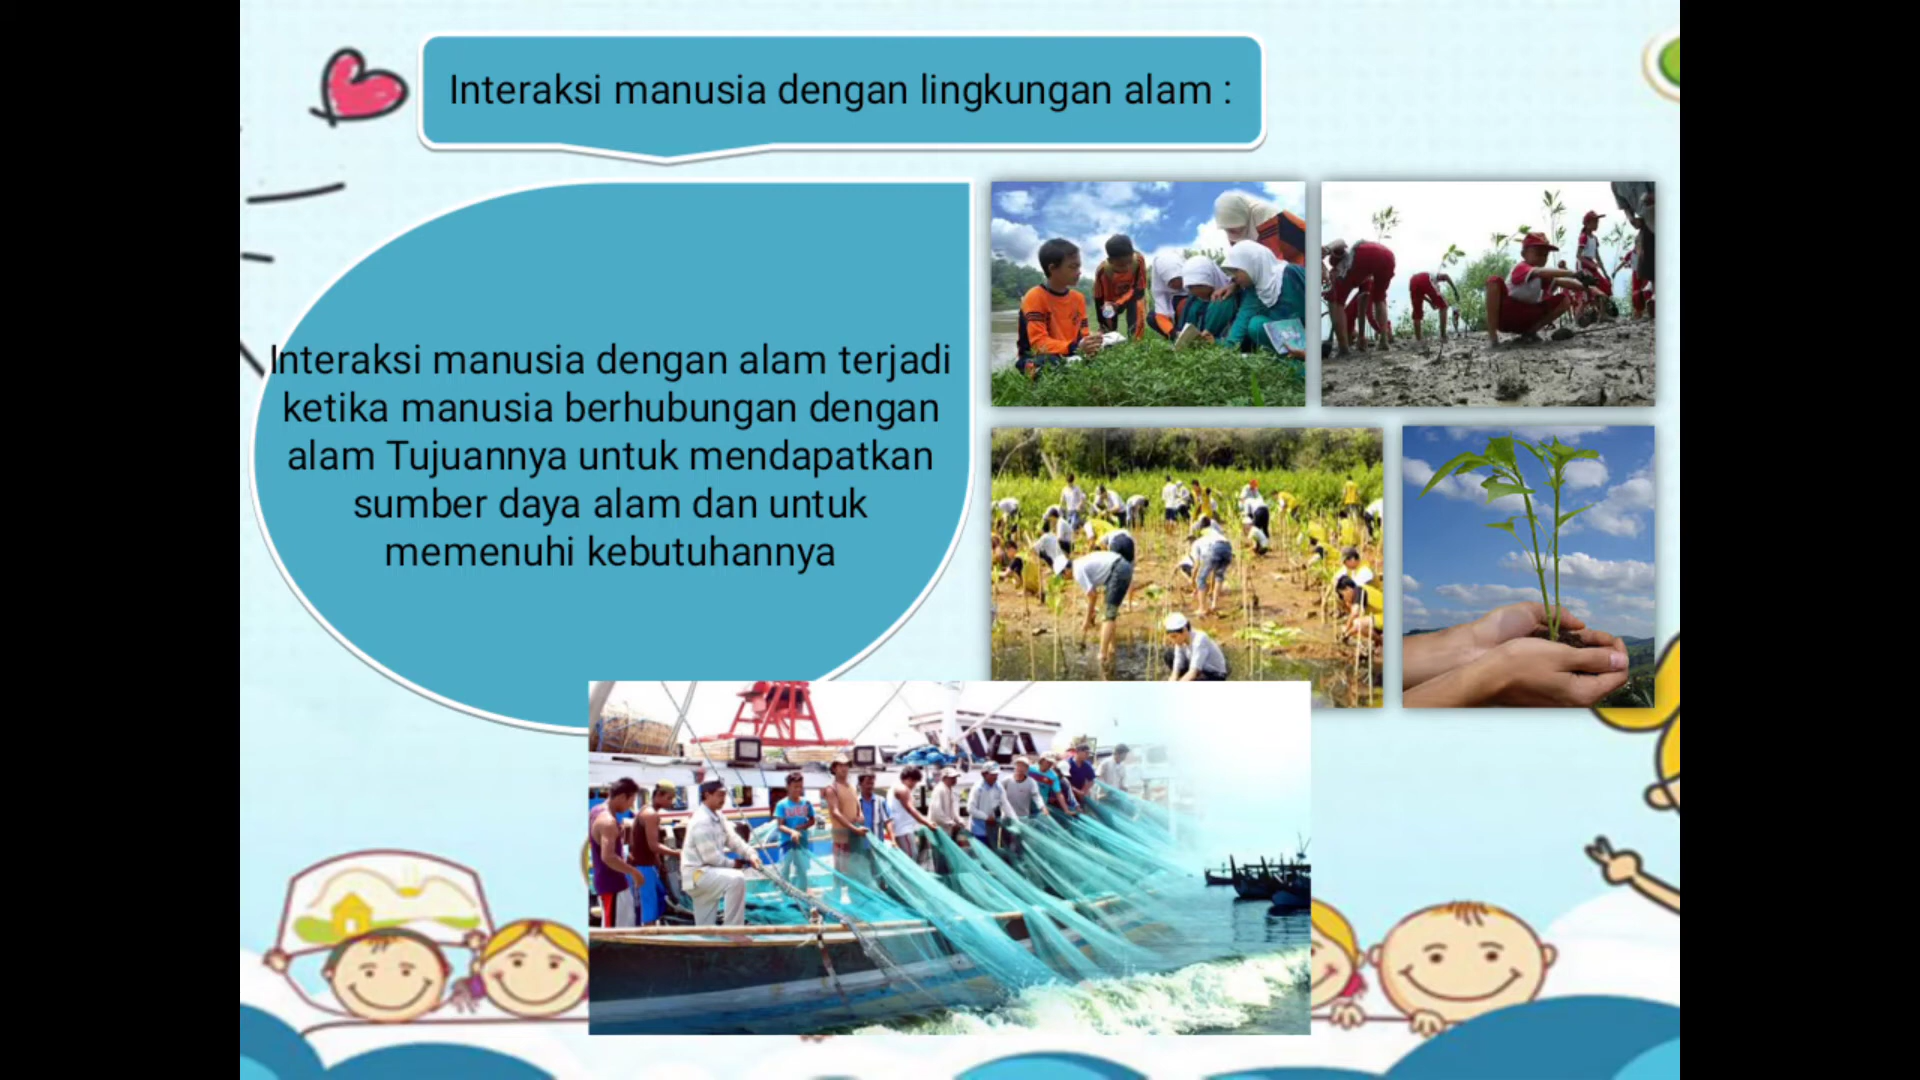 Interaksi manusia dengan lingkungan alam :
Interaksi manusia dengan alam terjadi
ketika manusia berhubungan dengan
alam Tujuannya untuk mendapatkan
sumber daya alam dan untuk
memenuhi kebutuhannya